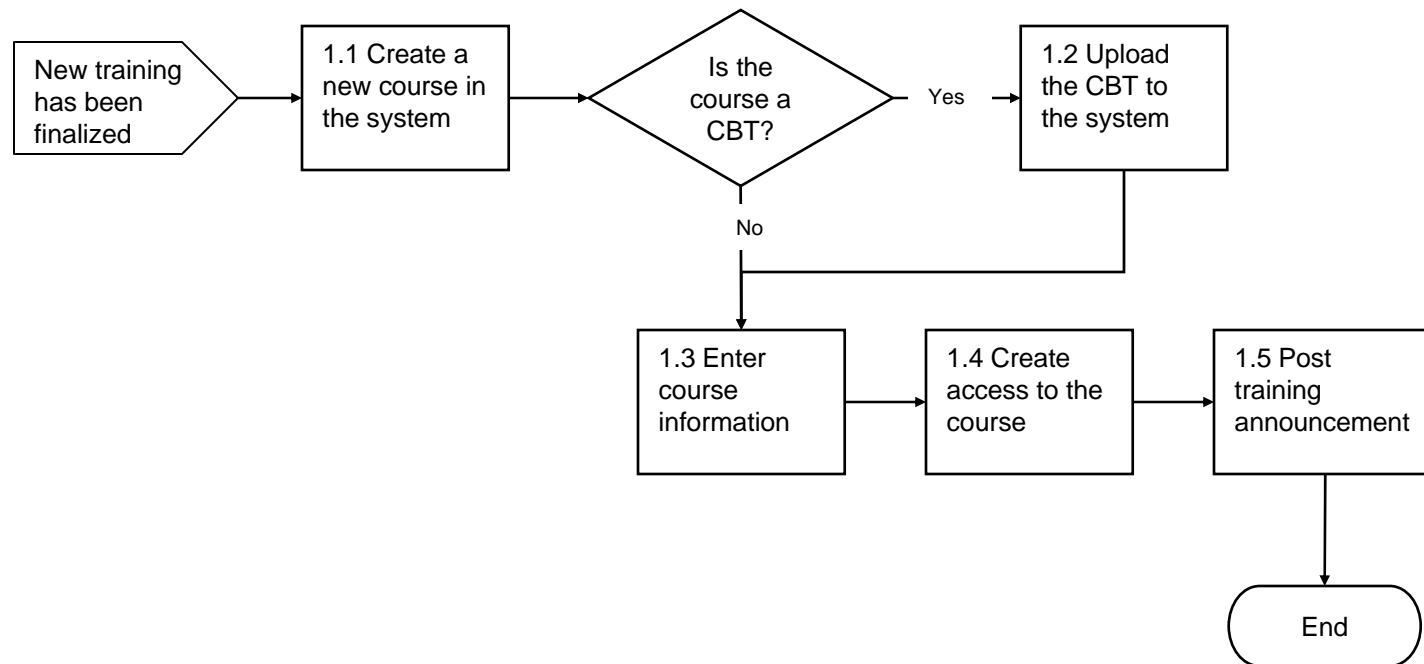 New training
has been
finalized
1.1 Create a
new course in
the system
Is the
course a
CBT?
Yes
1.2 Upload
the CBT to
the system
No
1.3 Enter
course
information
1.4 Create
access to the
course
1.5 Post
training
announcement
End